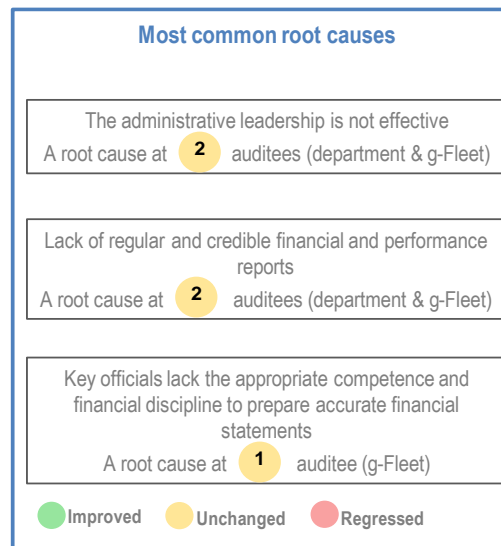 Most common root causes
The administrative leadership is not effective
A root cause at 2 auditees (department & g-Fleet)
Lack of regular and credible financial and performance
reports
A root cause at 2 auditees (department & g-Fleet)
Key officials lack the appropriate competence and
financial discipline to prepare accurate financial
statements
A root cause at 1 auditee (g-Fleet)
Improved Unchanged Regressed